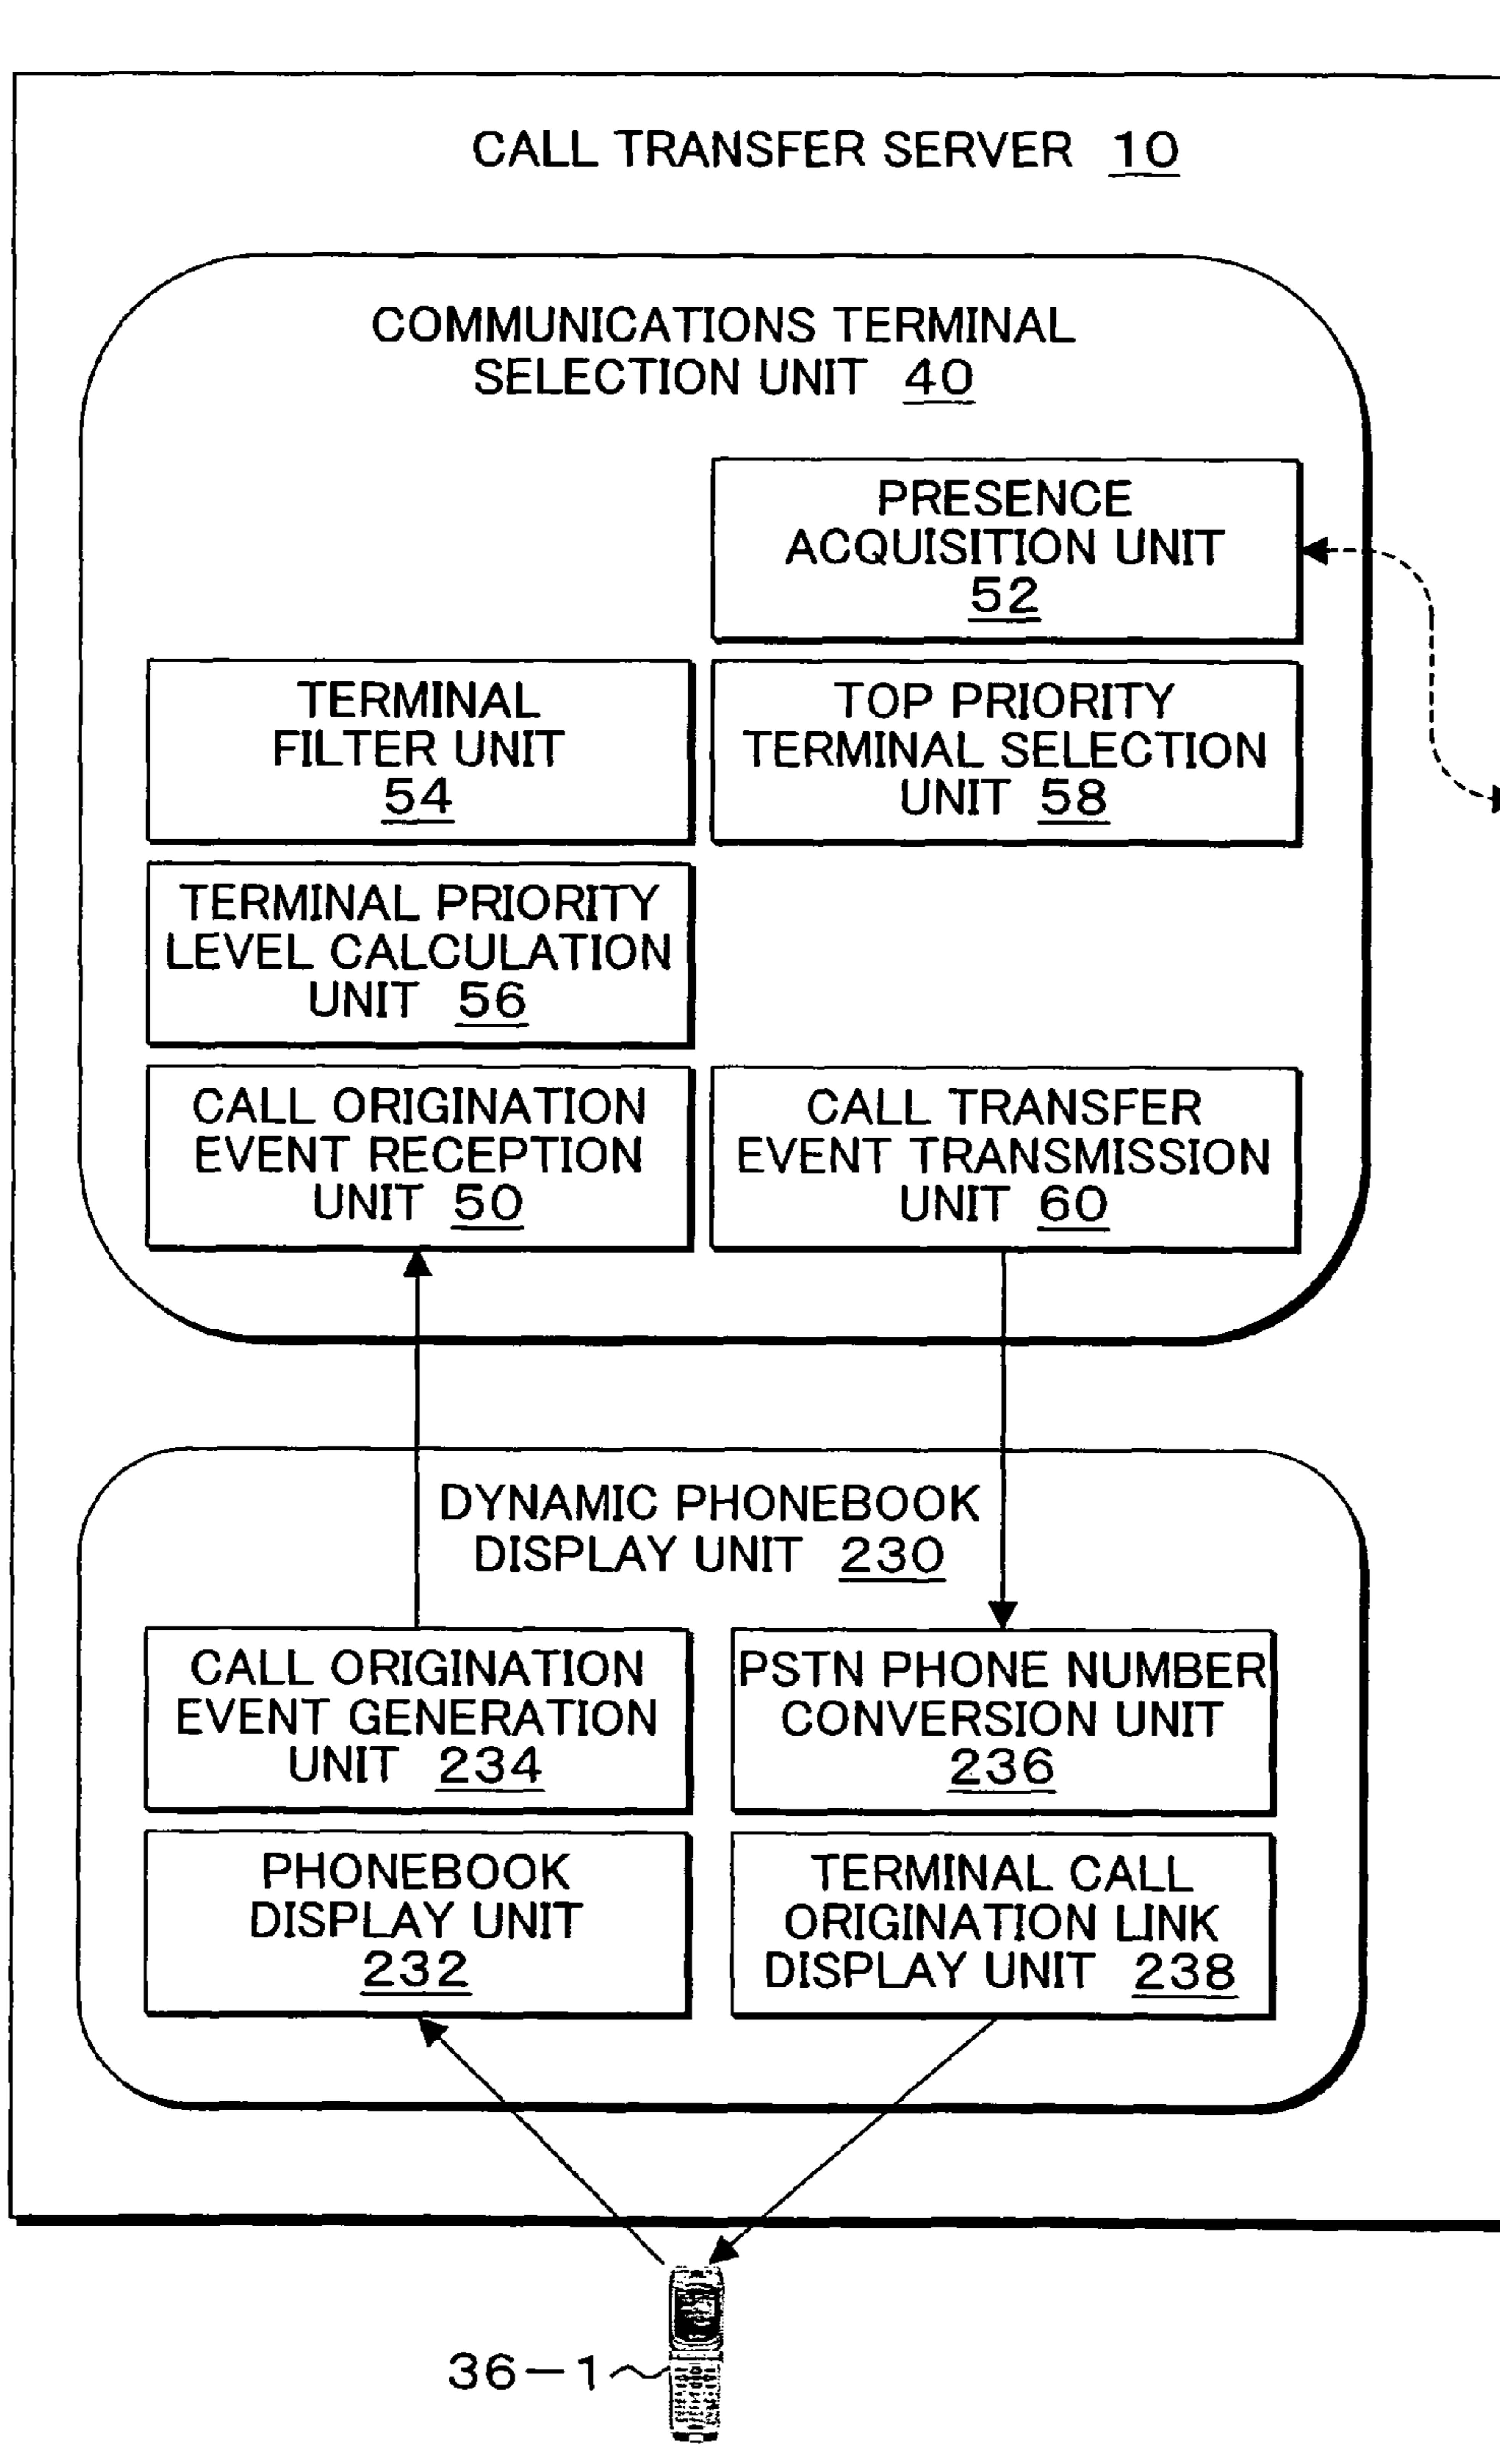 CALL TRANSFER SERVER 10
COMMUNICATIONS TERMINAL
SELECTION UNIT 40
PRESENCE
ACQUISITION UNIT
52
TERMINAL
FILTER UNIT
54
TOP PRIORITY
TERMINAL SELECTION
UNIT 58
TERMINAL PRIORITY
LEVEL CALCULATION
UNIT 56
CALL ORIGINATION
EVENT RECEPTION
UNIT 50
CALL TRANSFER
EVENT TRANSMISSION
UNIT 60
DYNAMIC PHONEBOOK
DISPLAY UNIT 230
CALL ORIGINATION
EVENT GENERATION
UNIT 234
PSTN PHONE NUMBER
CONVERSION UNIT
236
PHONEBOOK
DISPLAY UNIT
232
TERMINAL CALL
ORIGINATION LINK
DISPLAY UNIT 238
36-1